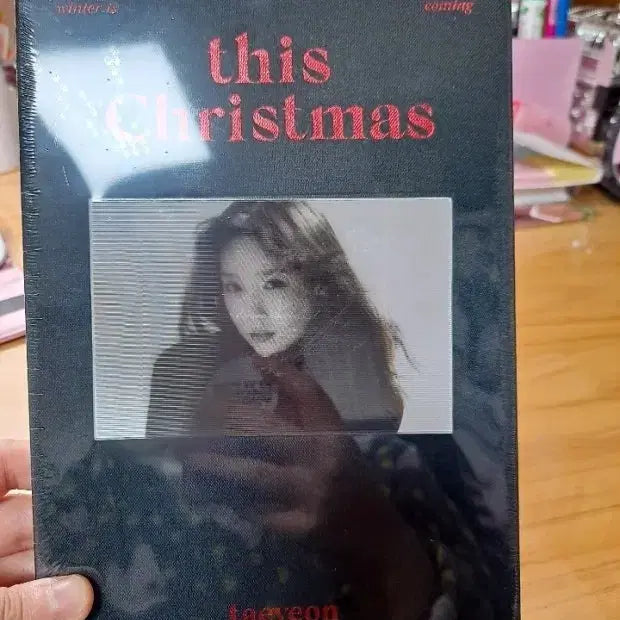 winter is coming
this
Christmas
taeyeon